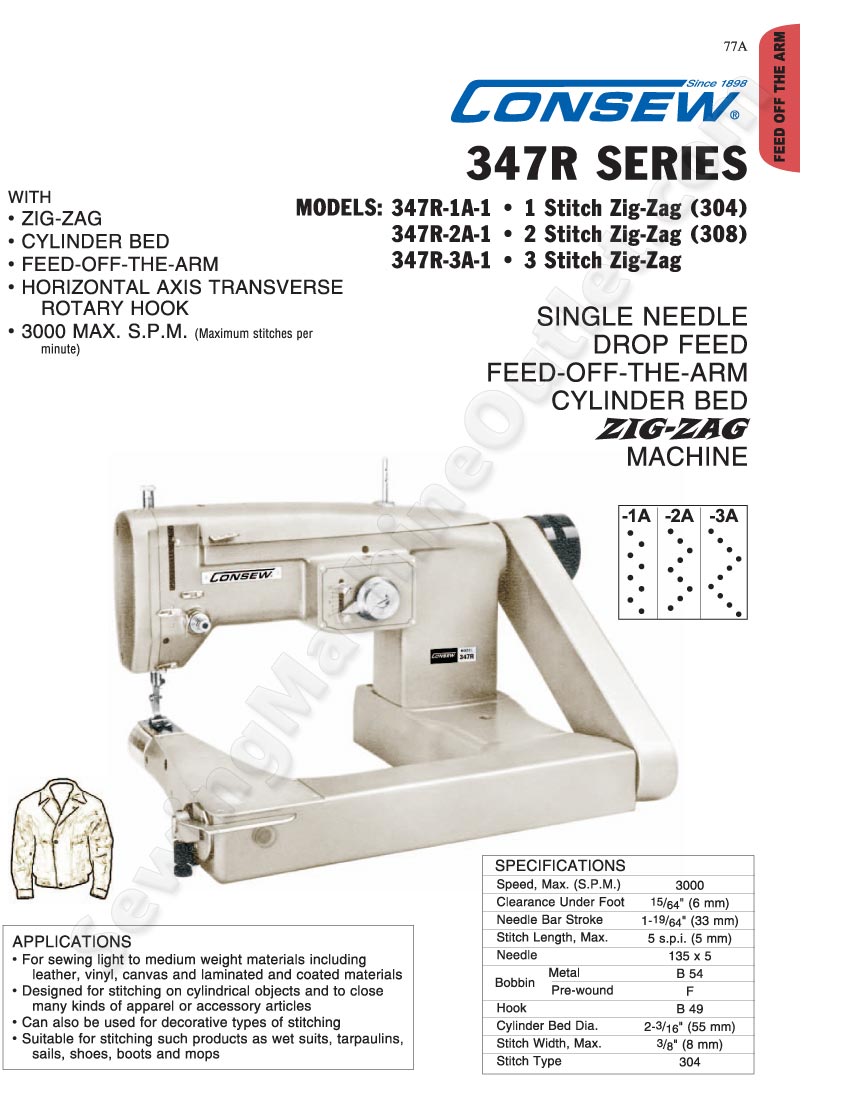 77A
FEED OFF THE ARM
Since 1898
CONSEW®
347R SERIES
MODELS: 347R-1A-1 • 1 Stitch Zig-Zag (304)
347R-2A-1 • 2 Stitch Zig-Zag (308)
347R-3A-1 • 3 Stitch Zig-Zag
WITH
• ZIG-ZAG
• CYLINDER BED
• FEED-OFF-THE-ARM
• HORIZONTAL AXIS TRANSVERSE
ROTARY HOOK
• 3000 MAX. S.P.M. (Maximum stitches per
minute)
SINGLE NEEDLE
DROP FEED
FEED-OFF-THE-ARM
CYLINDER BED
ZIG-ZAG
MACHINE
-1A -2A -3A
CONSEW
CONSEW MODEL 347R
SewingMachineOutlet.com
APPLICATIONS
• For sewing light to medium weight materials including
leather, vinyl, canvas and laminated and coated materials
• Designed for stitching on cylindrical objects and to close
many kinds of apparel or accessory articles
• Can also be used for decorative types of stitching
• Suitable for stitching such products as wet suits, tarpaulins,
sails, shoes, boots and mops
SPECIFICATIONS
Speed, Max. (S.P.M.) 3000
Clearance Under Foot 15/64" (6 mm)
Needle Bar Stroke 1-19/64" (33 mm)
Stitch Length, Max. 5 s.p.i. (5 mm)
Needle 135 x 5
Bobbin Metal B 54
Pre-wound F
Hook B 49
Cylinder Bed Dia. 2-3/16" (55 mm)
Stitch Width, Max. 3/8" (8 mm)
Stitch Type 304